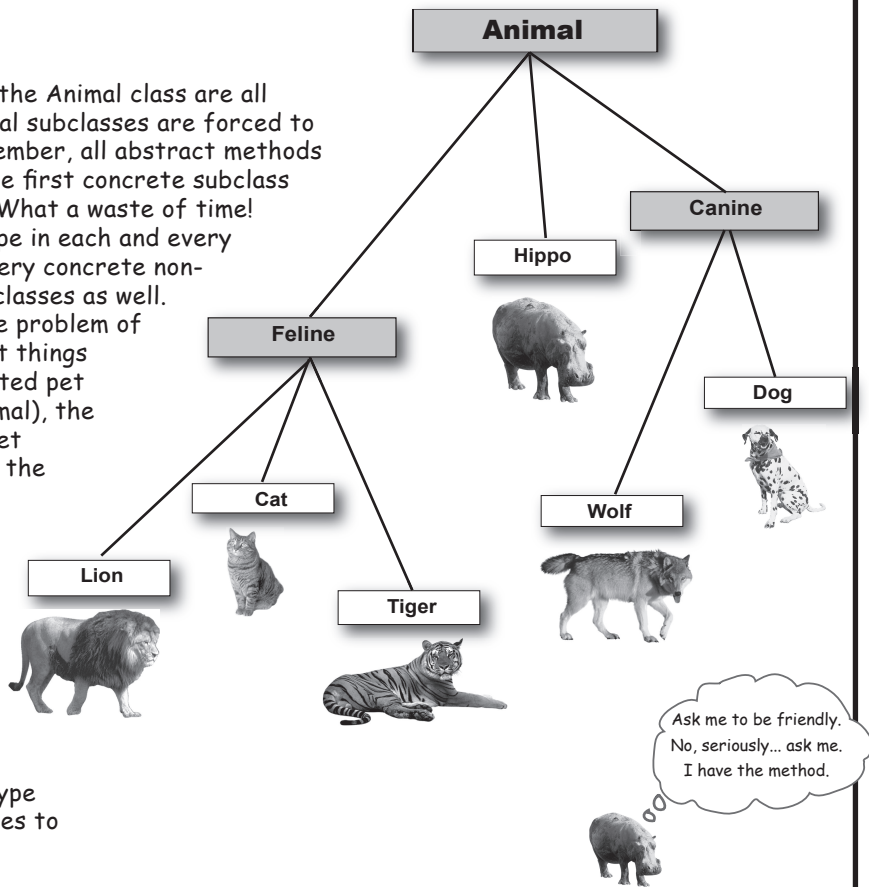 Animal
the Animal class are all
al subclasses are forced to
ember, all abstract methods
e first concrete subclass
What a waste of time!
be in each and every
ery concrete non-
classes as well.
e problem of
t things
ted pet
mal), the
et
the
Canine
Hippo
Feline
Dog
Cat
Wolf
Lion
Tiger
Ask me to be friendly.
No, seriously... ask me.
I have the method.
ype
es to